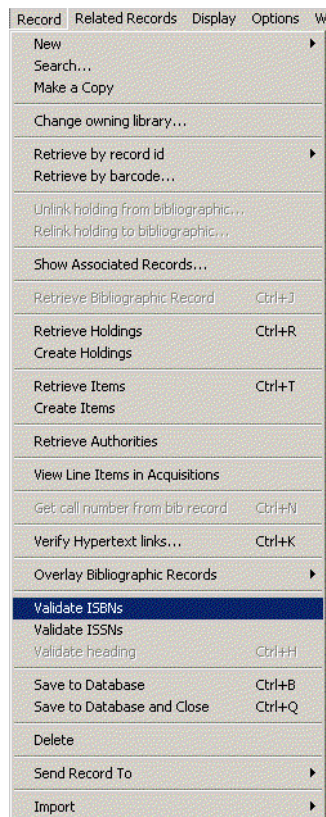 Record Related Records Display Options W
New
Search...
Make a Copy
Change owning library...
Retrieve by record id
Retrieve by barcode...
Unlink holding from bibliographic...
Relink holding to bibliographic...
Show Associated Records...
Retrieve Bibliographic Record Ctrl+J
Retrieve Holdings Ctrl+R
Create Holdings
Retrieve Items Ctrl+T
Create Items
Retrieve Authorities
View Line Items in Acquisitions
Get call number from bib record Ctrl+N
Verify Hypertext links... Ctrl+K
Overlay Bibliographic Records
Validate ISBNs
Validate ISSNs
Validate heading Ctrl+H
Save to Database Ctrl+B
Save to Database and Close Ctrl+Q
Delete
Send Record To
Import